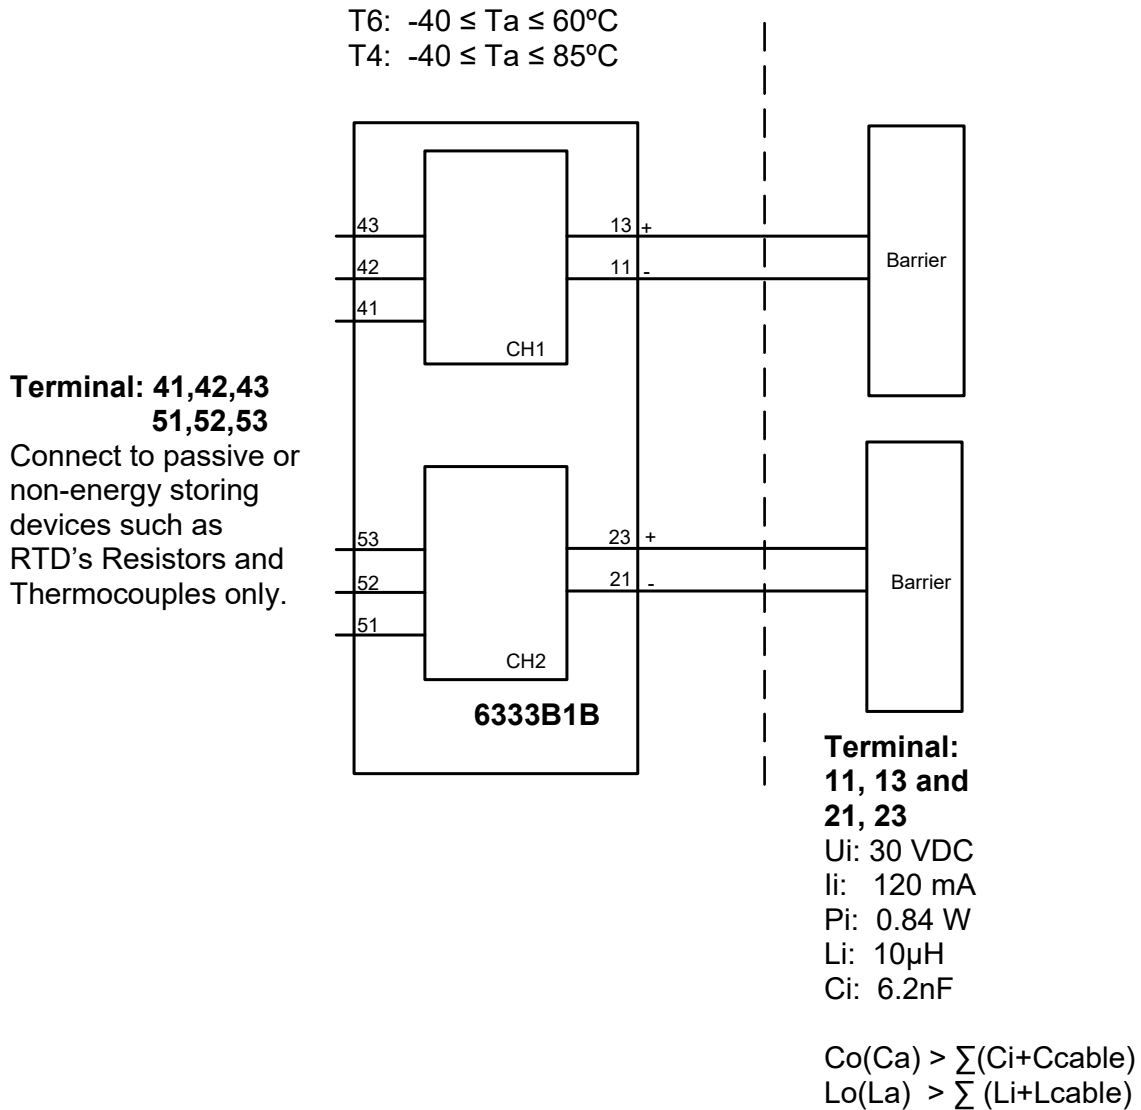 T6: -40 ≤ Ta ≤ 60ºC
T4: -40 ≤ Ta ≤ 85ºC
43
42
41
13 +
11 -
CH1
Barrier
Terminal: 41,42,43
51,52,53
Connect to passive or
non-energy storing
devices such as
RTD’s Resistors and
Thermocouples only.
53
52
51
23 +
21 -
CH2
Barrier
6333B1B
Terminal:
11, 13 and
21, 23
Ui: 30 VDC
Ii: 120 mA
Pi: 0.84 W
Li: 10µH
Ci: 6.2nF
Co(Ca) > ∑(Ci+Ccable)
Lo(La) > ∑ (Li+Lcable)